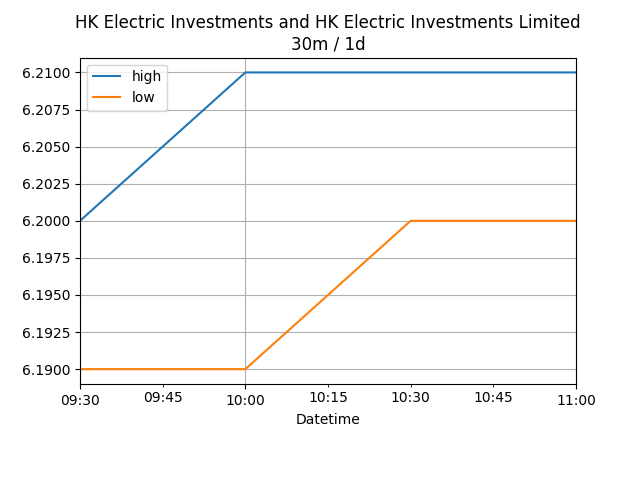 HK Electric Investments and HK Electric Investments Limited
30m / 1d
high
low
6.2100
6.2075
6.2050
6.2025
6.2000
6.1975
6.1950
6.1925
6.1900
09:30 09:45 10:00 10:15 10:30 10:45 11:00
Datetime